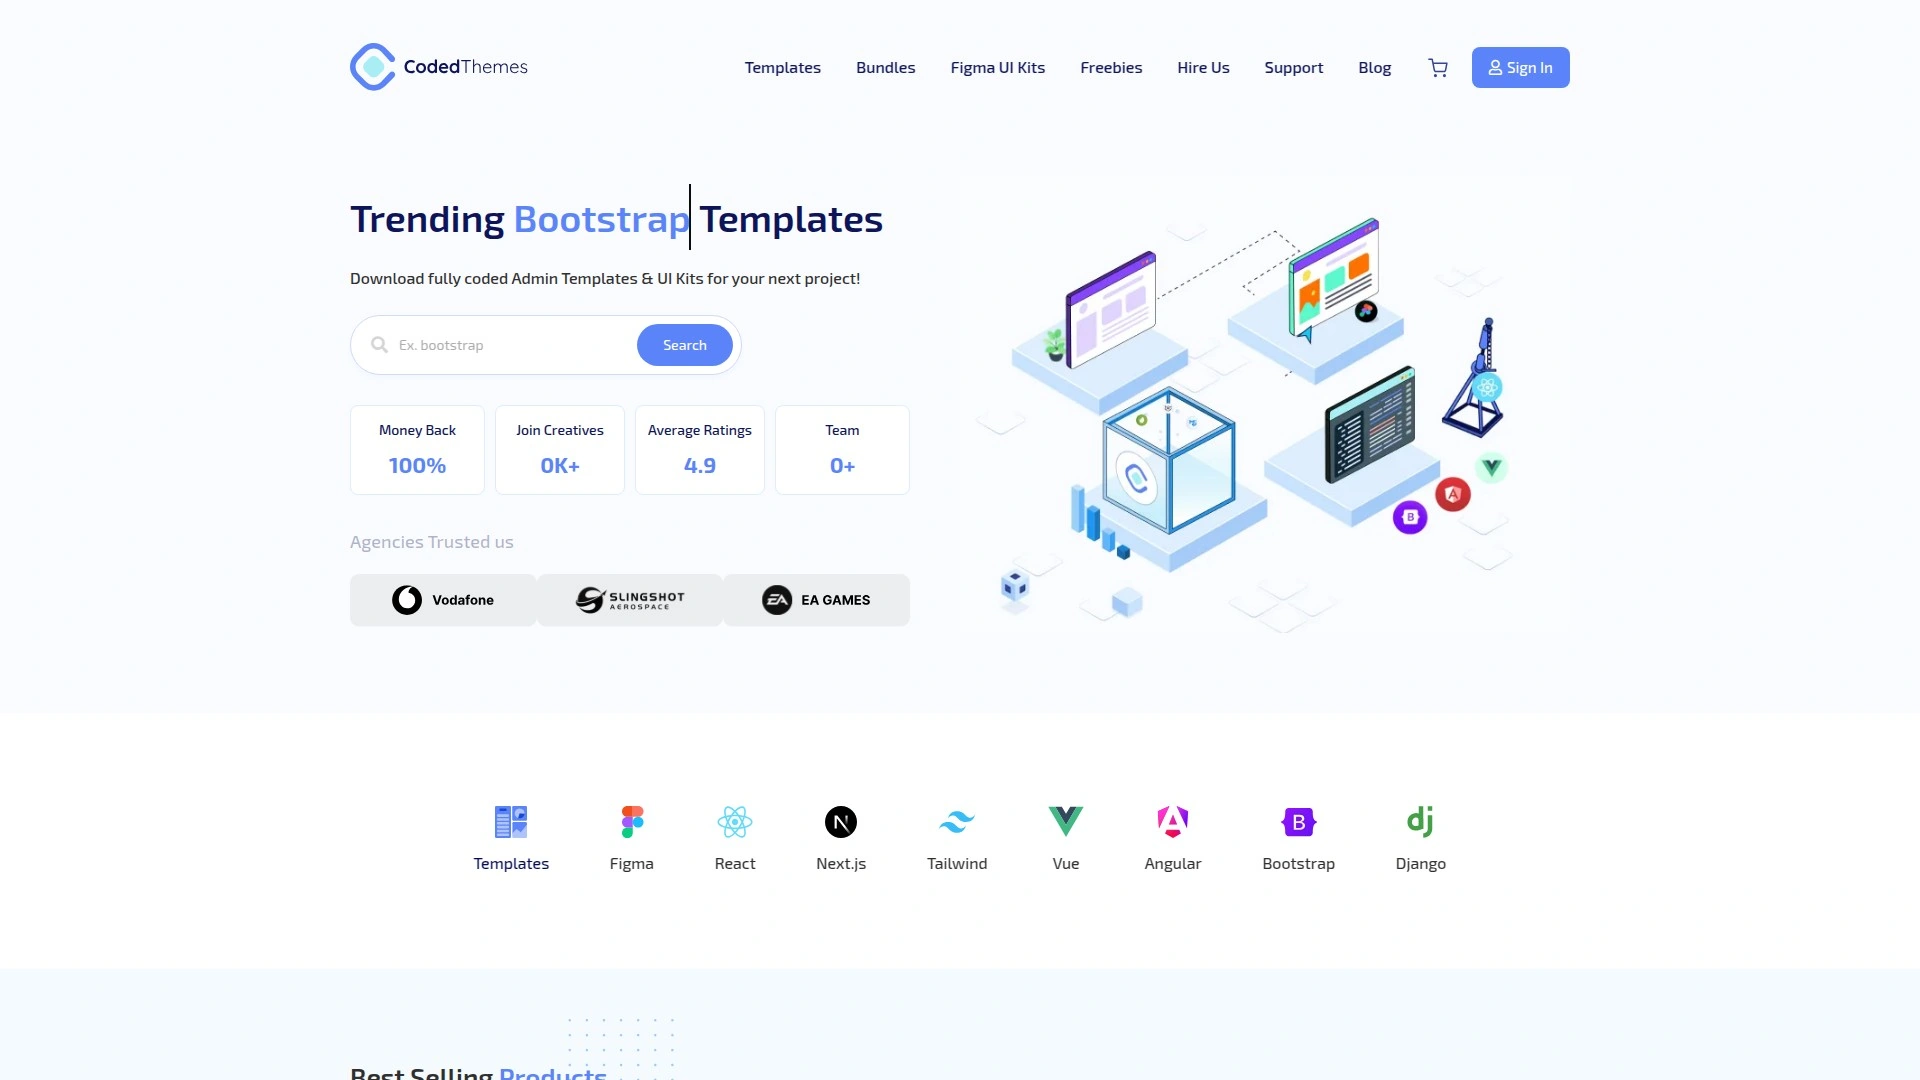 CodedThemes
Templates Bundles Figma UI Kits Freebies Hire Us Support Blog Sign In
Trending Bootstrap Templates
Download fully coded Admin Templates & UI Kits for your next project!
Ex. bootstrap Search
Money Back Join Creatives Average Ratings Team
100% 0K+ 4.9 0+
Agencies Trusted us
Vodafone SLINGSHOT AEROSPACE EA EA GAMES
Templates Figma React Next.js Tailwind Vue Angular Bootstrap Django
Best Selling Products